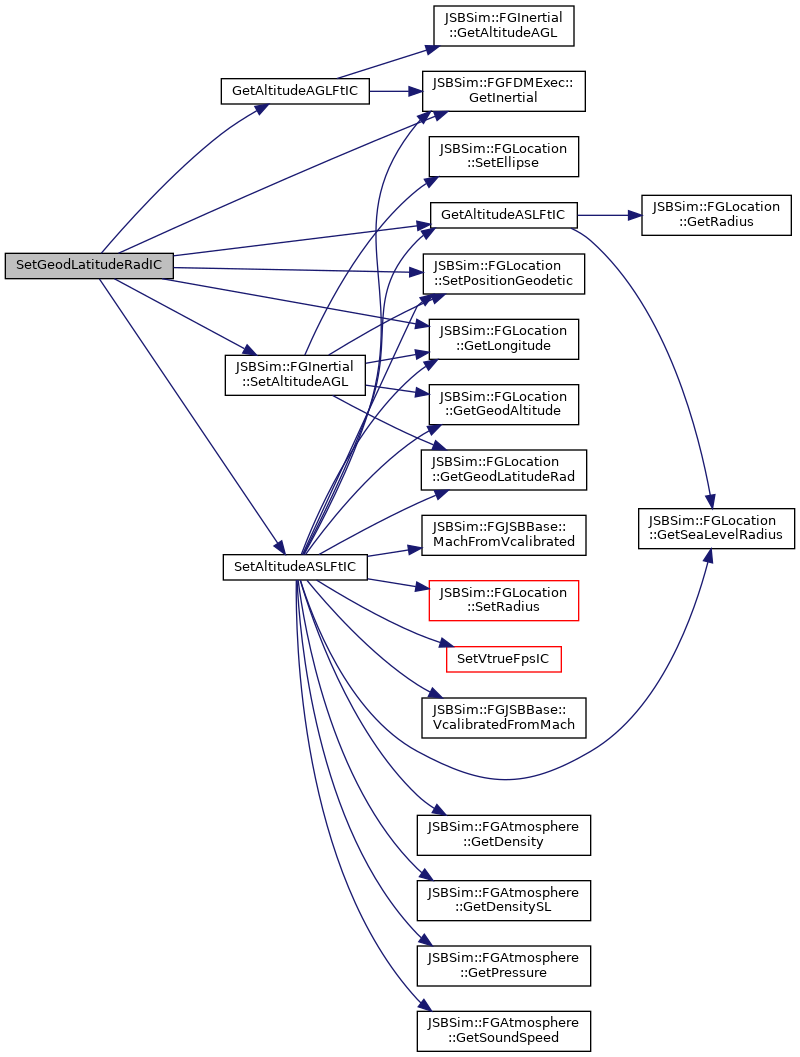 JSBSim::FGInertial
::GetAltitudeAGL
GetAltitudeAGLFtIC
JSBSim::FGFDMExec::
GetInertial
JSBSim::FGLocation
::SetEllipse
GetAltitudeASLFtIC
JSBSim::FGLocation
::GetRadius
SetGeodLatitudeRadIC
JSBSim::FGLocation
::SetPositionGeodetic
JSBSim::FGLocation
::GetLongitude
JSBSim::FGInertial
::SetAltitudeAGL
JSBSim::FGLocation
::GetGeodAltitude
JSBSim::FGLocation
::GetGeodLatitudeRad
JSBSim::FGLocation
::GetSeaLevelRadius
JSBSim::FGJSBBase::
MachFromVcalibrated
SetAltitudeASLFtIC
JSBSim::FGLocation
::SetRadius
SetVtrueFpsIC
JSBSim::FGJSBBase::
VcalibratedFromMach
JSBSim::FGAtmosphere
::GetDensity
JSBSim::FGAtmosphere
::GetDensitySL
JSBSim::FGAtmosphere
::GetPressure
JSBSim::FGAtmosphere
::GetSoundSpeed